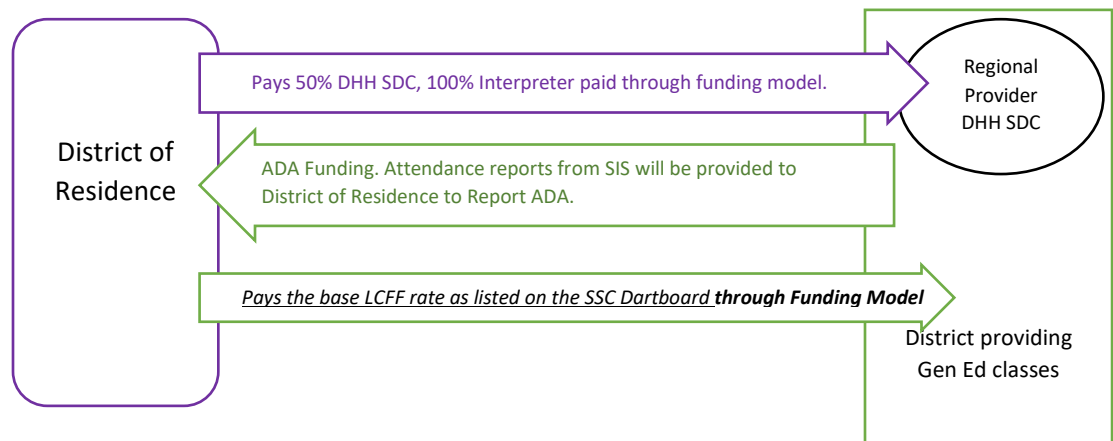 Pays 50% DHH SDC, 100% Interpreter paid through funding model.
Regional
Provider
DHH SDC
District of
Residence
ADA Funding. Attendance reports from SIS will be provided to
District of Residence to Report ADA.
Pays the base LCFF rate as listed on the SSC Dartboard through Funding Model
District providing
Gen Ed classes